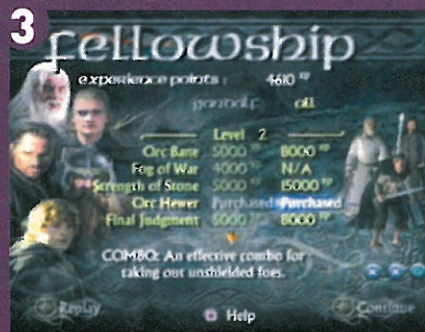 3
fellowship
experience points : 4610 xp
gandalf all
Level 2
Orc Bane 5000 xp 8000 xp
Fog of War 4000 xp N/A
Strength of Stone 5000 xp 15000 xp
Orc Hewer Purchased Purchased
Final Judgment 5000 xp 8000 xp
COMBO: An effective combo for
taking out unshielded foes.
Replay Continue
Help